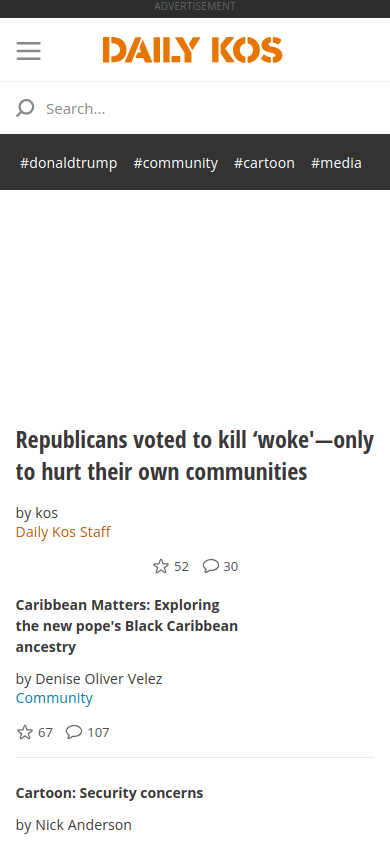 ADVERTISEMENT
DAILY KOS
Search...
#donaldtrump #community #cartoon #media
Republicans voted to kill ‘woke'—only
to hurt their own communities
by kos
Daily Kos Staff
52 30
Caribbean Matters: Exploring
the new pope's Black Caribbean
ancestry
by Denise Oliver Velez
Community
67 107
Cartoon: Security concerns
by Nick Anderson